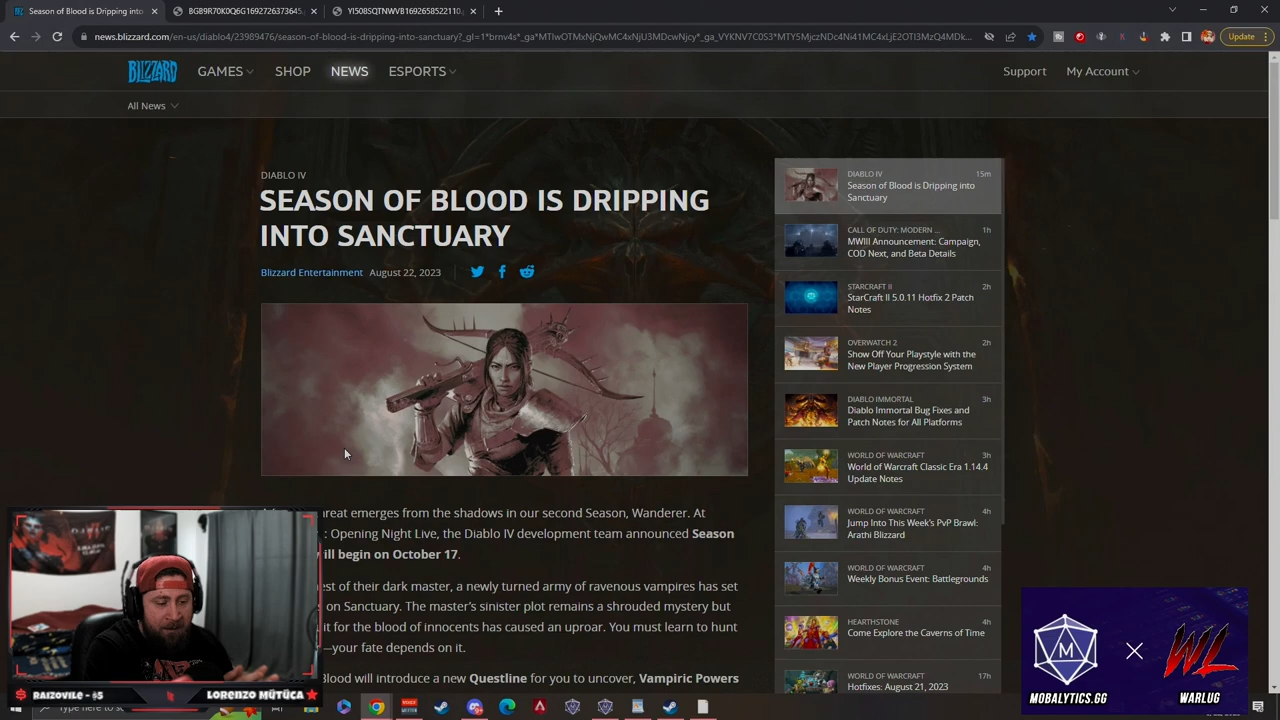 Season of Blood is Dripping into
BGB9R70K0Q6G1692726373645.
YI508SQTNWVB1692658522110.
news.blizzard.com/en-us/diablo4/23989476/season-of-blood-is-dripping-into-sanctuary?
Update
BLIZZARD
GAMES
SHOP
NEWS
ESPORTS
Support
My Account
All News
DIABLO IV
SEASON OF BLOOD IS DRIPPING
INTO SANCTUARY
Blizzard Entertainment August 22, 2023
reat emerges from the shadows in our second Season, Wanderer. At
: Opening Night Live, the Diablo IV development team announced Season
ill begin on October 17.
est of their dark master, a newly turned army of ravenous vampires has set
on Sanctuary. The master's sinister plot remains a shrouded mystery but
it for the blood of innocents has caused an uproar. You must learn to hunt
—your fate depends on it.
Blood will introduce a new Questline for you to uncover, Vampiric Powers
DIABLO IV 15m
Season of Blood is Dripping into
Sanctuary
CALL OF DUTY: MODERN ... 1h
MWIII Announcement: Campaign,
COD Next, and Beta Details
STARCRAFT II 2h
StarCraft II 5.0.11 Hotfix 2 Patch
Notes
OVERWATCH 2 2h
Show Off Your Playstyle with the
New Player Progression System
DIABLO IMMORTAL 3h
Diablo Immortal Bug Fixes and
Patch Notes for All Platforms
WORLD OF WARCRAFT 3h
World of Warcraft Classic Era 1.14.4
Update Notes
WORLD OF WARCRAFT 4h
Jump Into This Week's PvP Brawl:
Arathi Blizzard
WORLD OF WARCRAFT 4h
Weekly Bonus Event: Battlegrounds
HEARTHSTONE 4h
Come Explore the Caverns of Time
WORLD OF WARCRAFT 17h
Hotfixes: August 21, 2023
RAIZOVILE - $5
LORENZO MÜTÜCA
Type here to s
M
MOBALYTICS.GG
WL
WARLUG